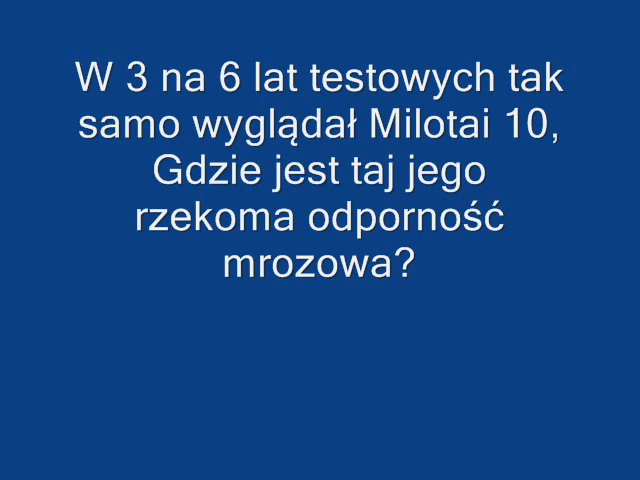 W 3 na 6 lat testowych tak
samo wyglądał Milotai 10,
Gdzie jest taj jego
rzekoma odporność
mrozowa?